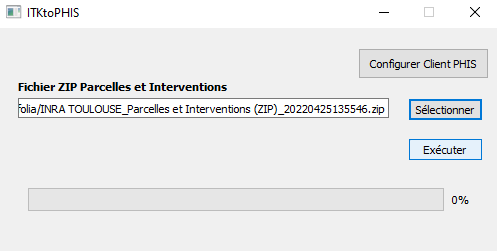 ITKtoPHIS
Configurer Client PHIS
Fichier ZIP Parcelles et Interventions
folia/INRA TOULOUSE_Parcelles et Interventions (ZIP)_20220425135546.zip
Sélectionner
Exécuter
0%